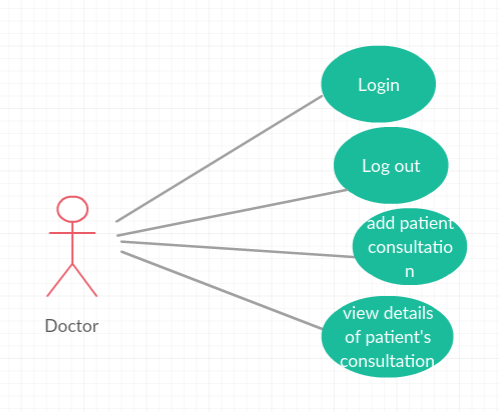 Login
Log out
add patient
consultatio
n
view details
of patient's
consultation
Doctor